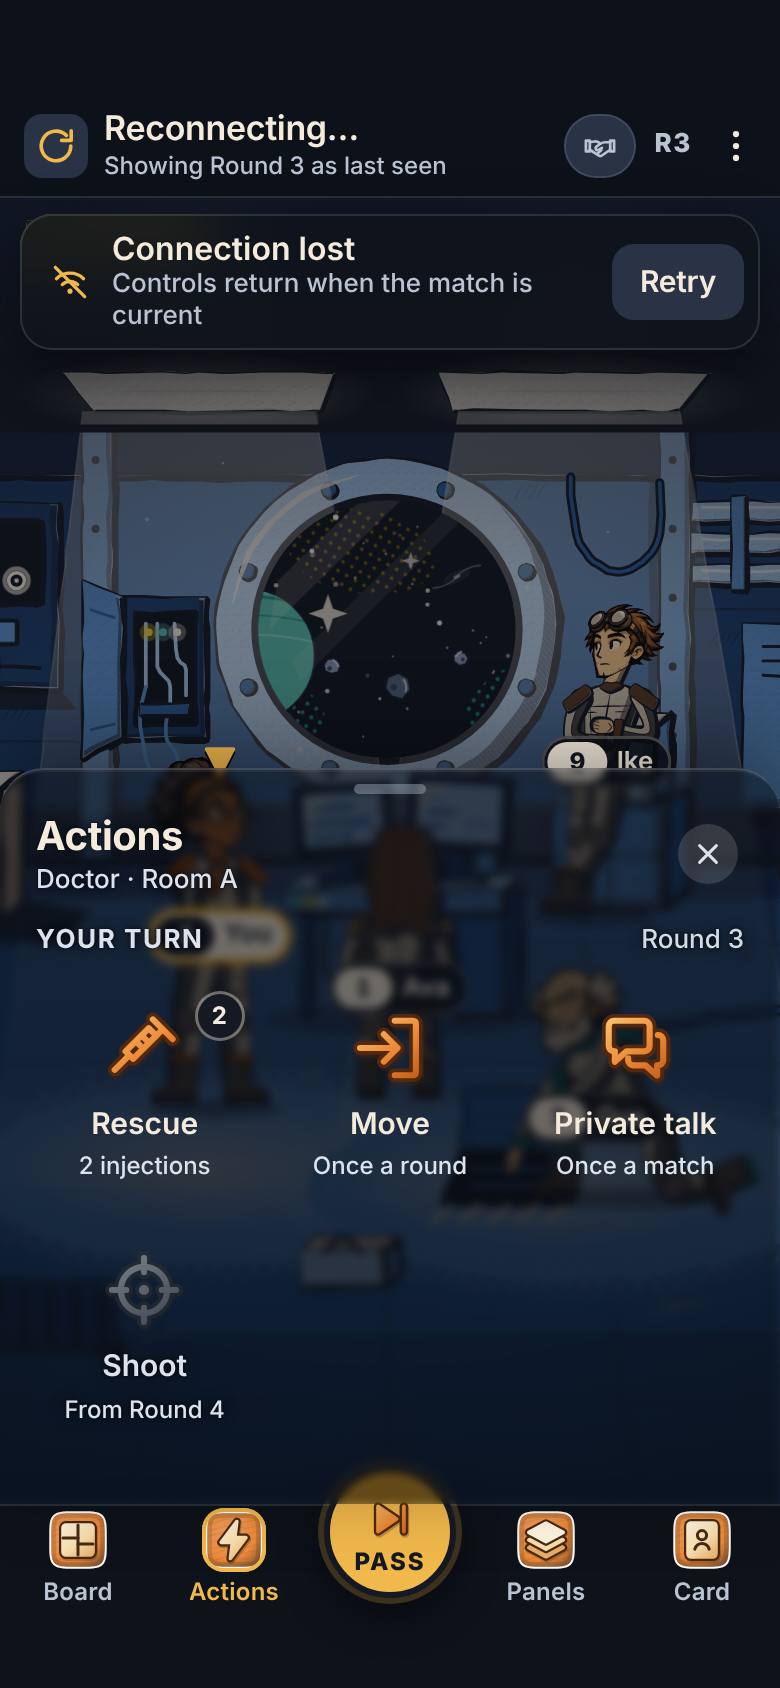 Reconnecting...
Showing Round 3 as last seen
R3
Connection lost
Controls return when the match is
current
Retry
9 Ike
Actions
Doctor · Room A
YOUR TURN
You
Round 3
Ava
2
Rescue
2 injections
Move
Once a round
Private talk
Once a match
Shoot
From Round 4
PASS
Board
Actions
Panels
Card